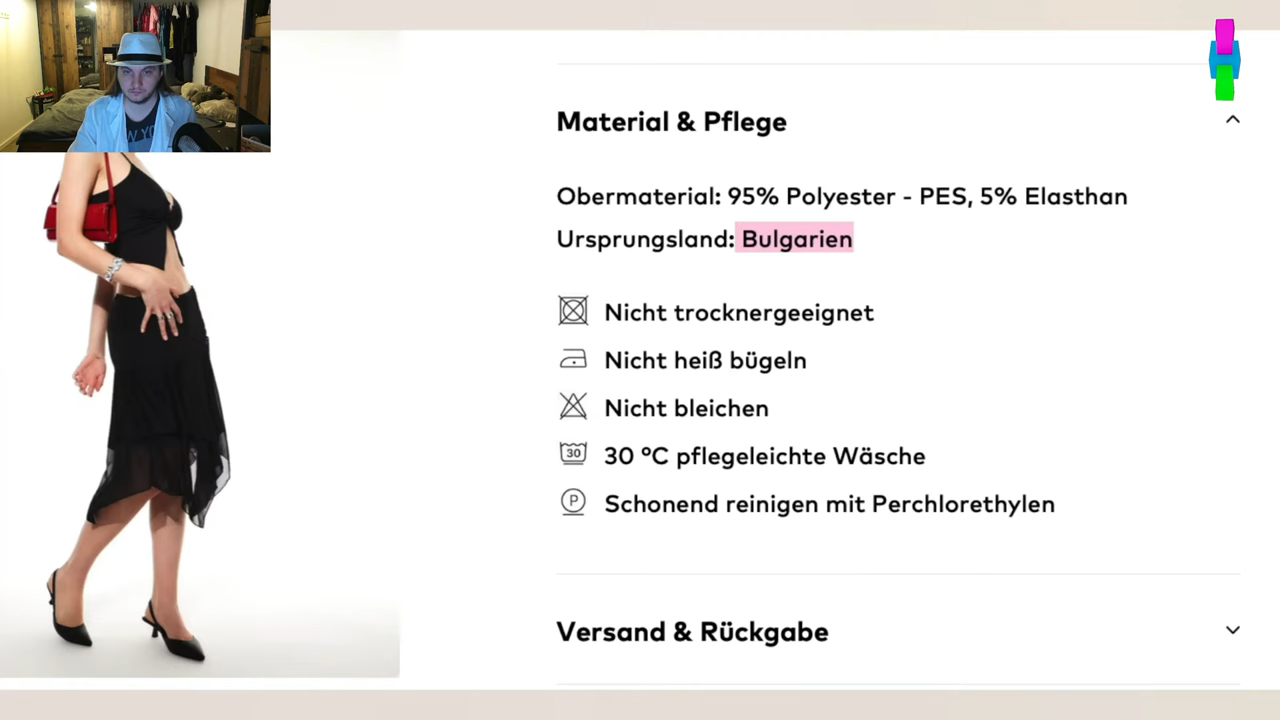 Material & Pflege
Obermaterial: 95% Polyester - PES, 5% Elasthan
Ursprungsland: Bulgarien
Nicht trocknergeeignet
Nicht heiß bügeln
Nicht bleichen
30
30 °C pflegeleichte Wäsche
P
Schonend reinigen mit Perchlorethylen
Versand & Rückgabe